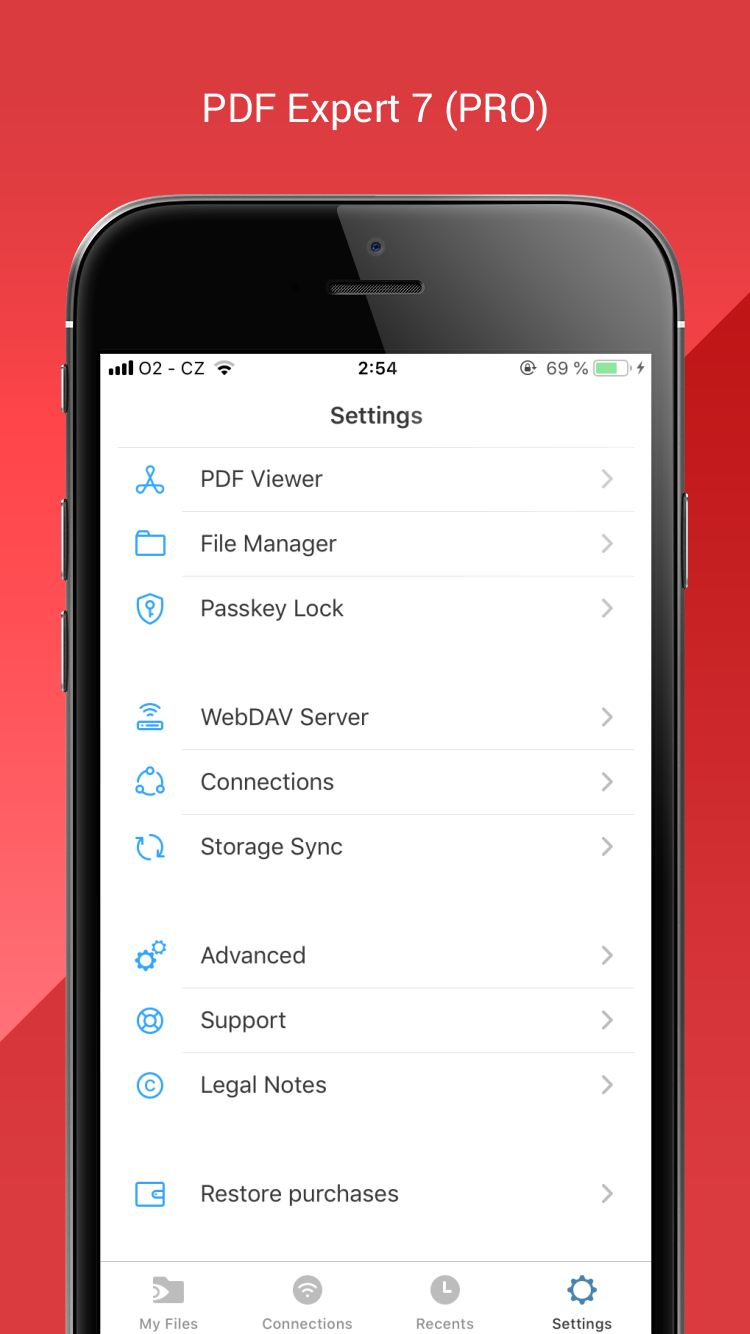 PDF Expert 7 (PRO)
O2 - CZ 2:54 69 %
Settings
PDF Viewer
File Manager
Passkey Lock
WebDAV Server
Connections
Storage Sync
Advanced
Support
Legal Notes
Restore purchases
My Files Connections Recents Settings